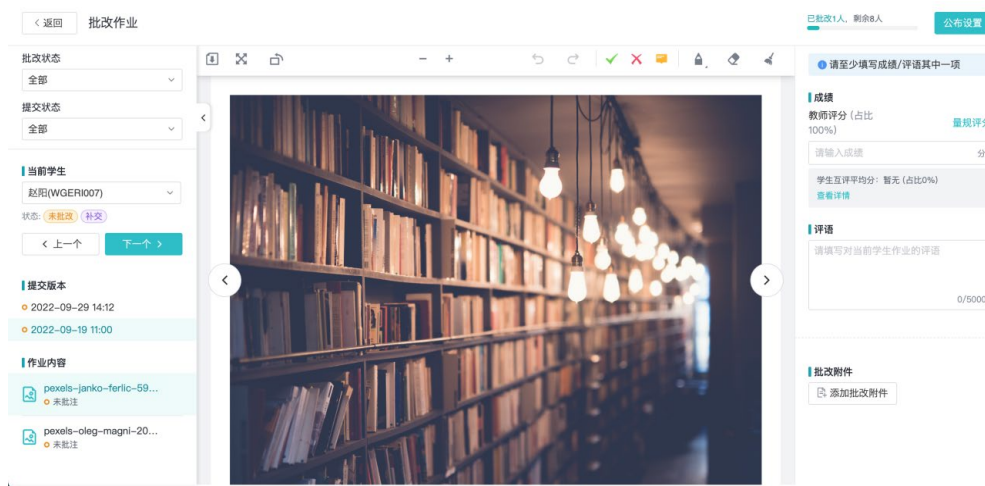 < 返回
批改作业
已批改1人，剩余8人
公布设置
批改状态
全部
提交状态
全部
当前学生
赵阳(WGERI007)
状态: 未批改 补交
< 上一个
下一个 >
提交版本
2022-09-29 14:12
2022-09-19 11:00
作业内容
pexels-janko-ferlic-59...
未批注
pexels-oleg-magni-20...
未批注
请至少填写成绩/评语其中一项
成绩
教师评分 (占比
100%)
量规评分
请输入成绩
分
学生互评平均分：暂无 (占比0%)
查看详情
评语
请填写对当前学生作业的评语
0/5000
批改附件
添加批改附件